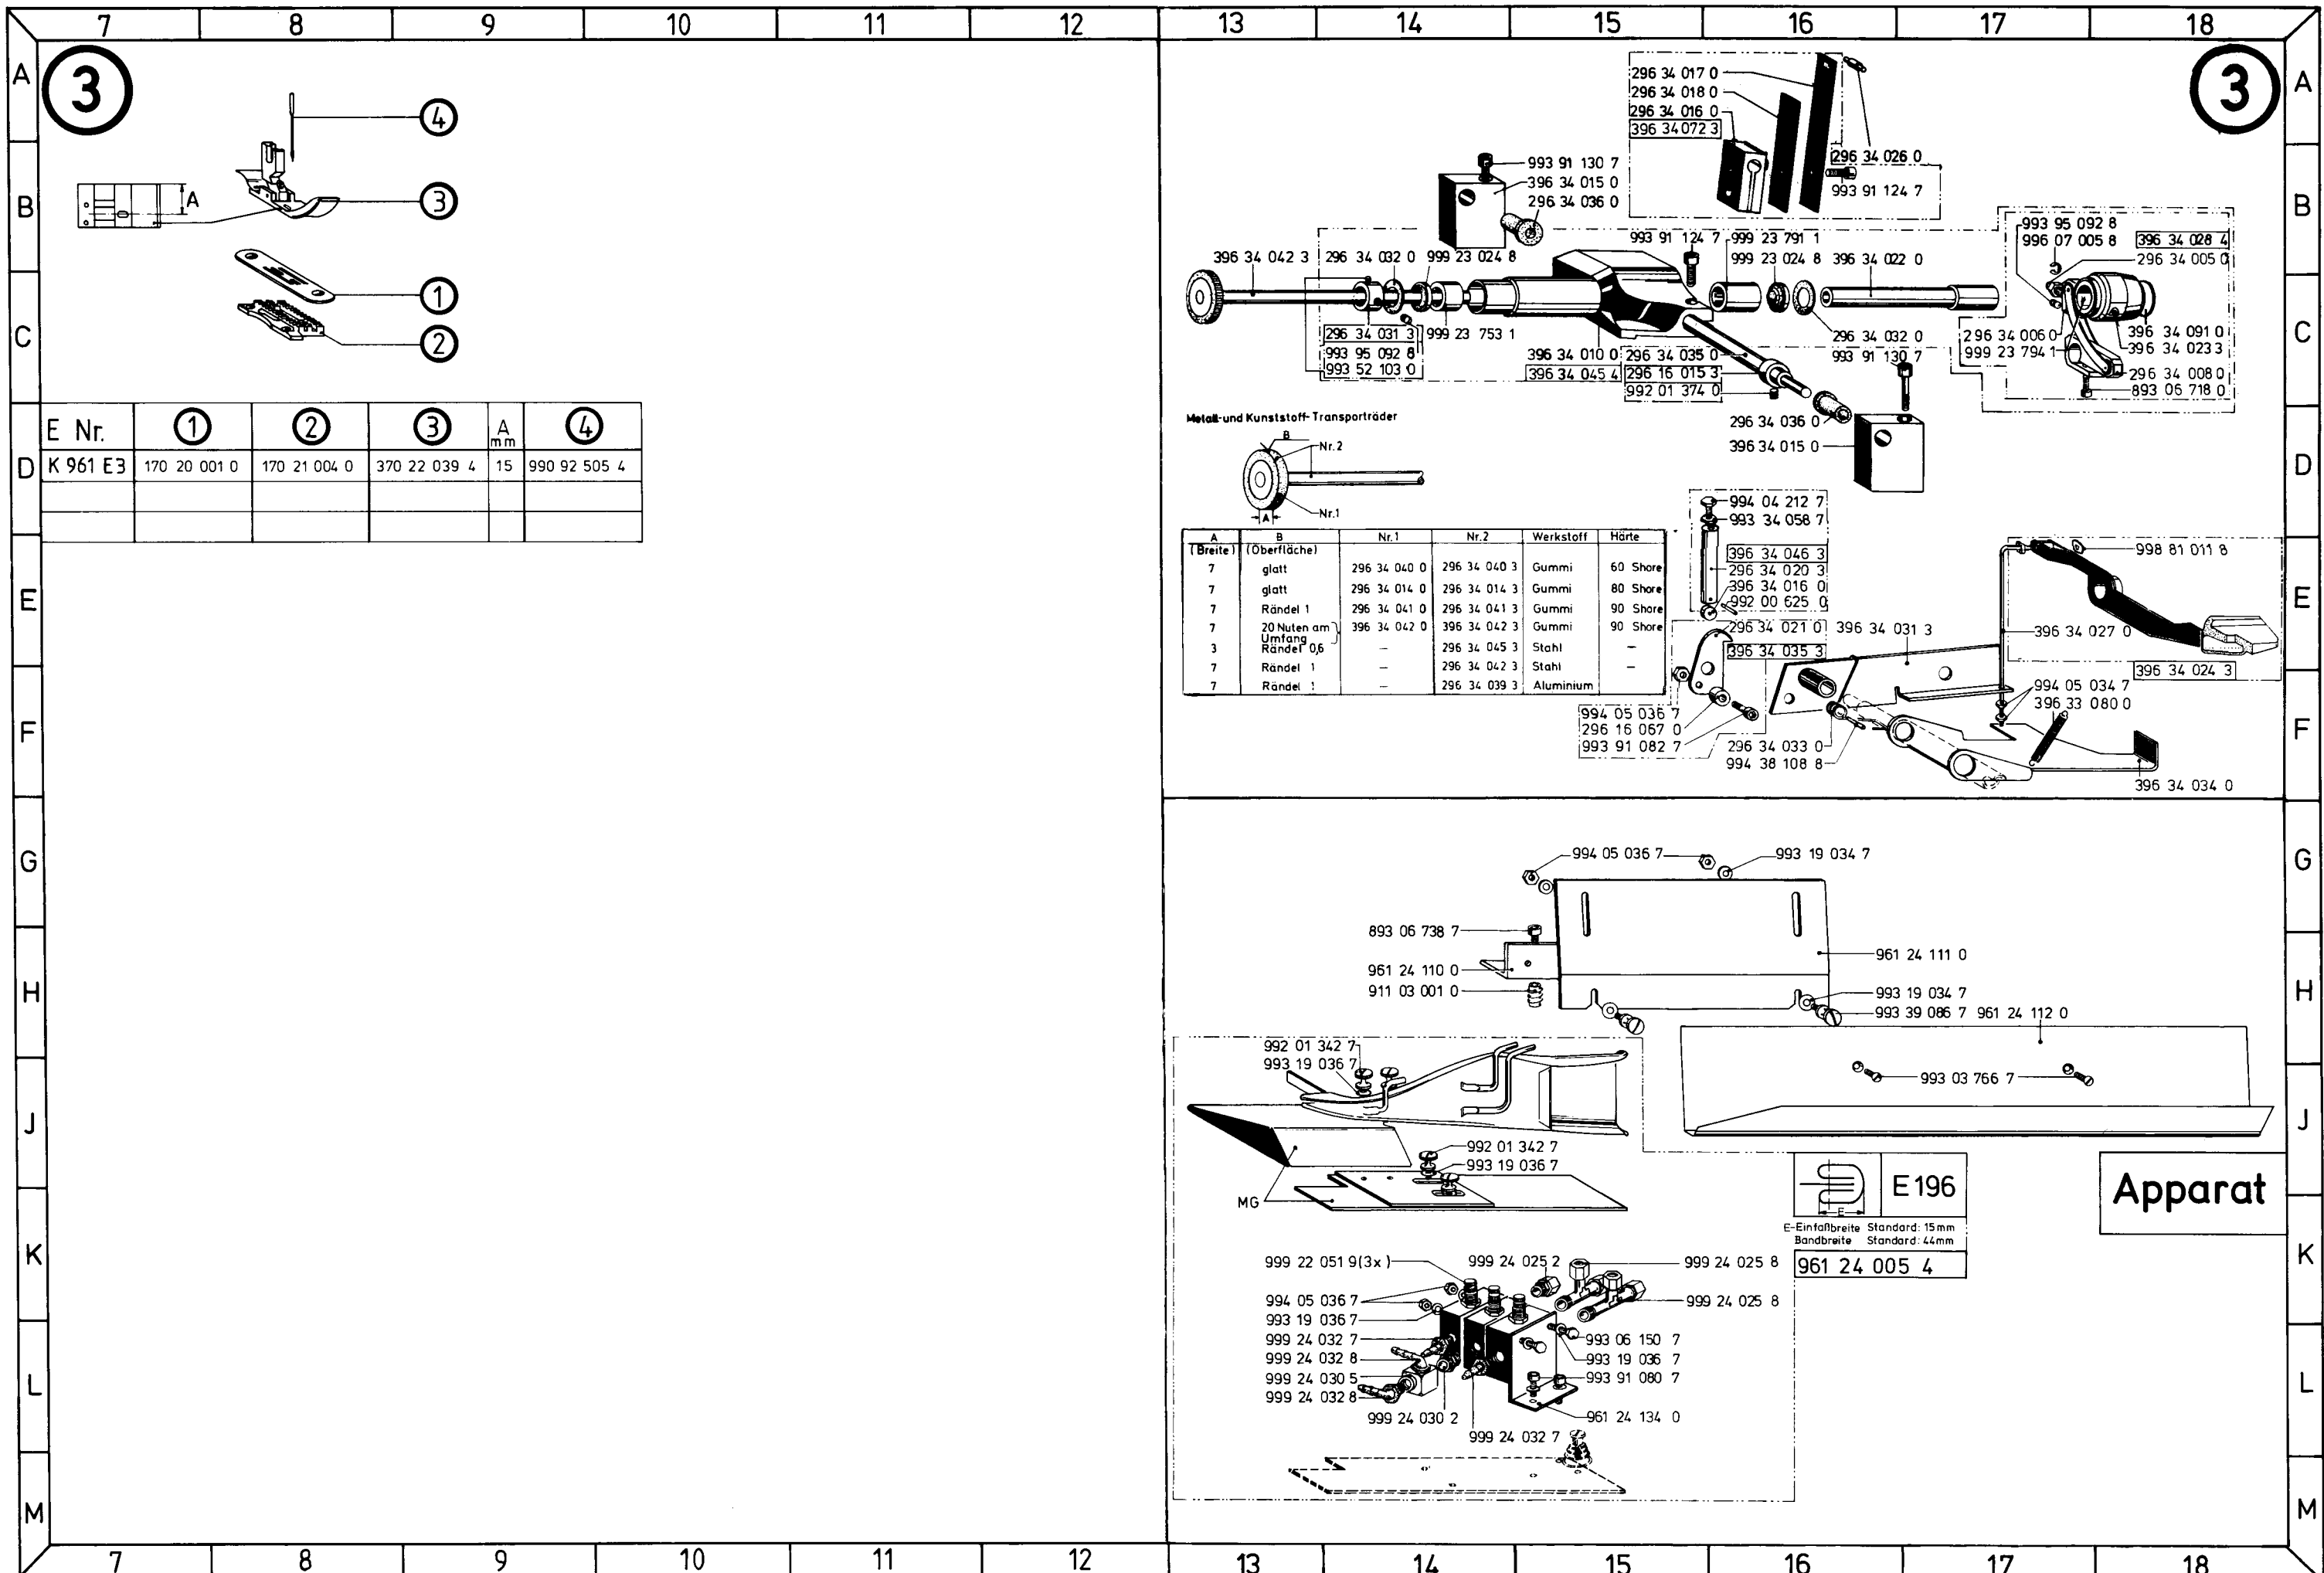 7 8 9 10 11 12 13 14 15 16 17 18
A
B
C
D
E
F
G
H
J
K
L
M
3
4
3
A
1
2
E Nr. 1 2 3 A mm 4
K 961 E3 170 20 001 0 170 21 004 0 370 22 039 4 15 990 92 505 4
3
296 34 017 0
296 34 018 0
296 34 016 0
396 34 072 3
296 34 026 0
993 91 124 7
993 91 130 7
396 34 015 0
296 34 036 0
993 95 092 8
996 07 005 8
396 34 028 4
296 34 005 0
993 91 124 7 999 23 791 1
396 34 042 3 296 34 032 0 999 23 024 8
999 23 024 8 396 34 022 0
296 34 031 3 999 23 753 1
993 95 092 8
993 52 103 0
396 34 010 0 296 34 035 0
396 34 045 4 296 16 015 3
992 01 374 0
296 34 032 0
993 91 130 7
296 34 006 0
999 23 794 1
396 34 091 0
396 34 023 3
296 34 008 0
893 06 718 0
296 34 036 0
396 34 015 0
Metall-und Kunststoff-Transporträder
B
Nr.2
Nr.1
A
A (Breite) B (Oberfläche) Nr.1 Nr.2 Werkstoff Härte
7 glatt 296 34 040 0 296 34 040 3 Gummi 60 Shore
7 glatt 296 34 014 0 296 34 014 3 Gummi 80 Shore
7 Rändel 1 296 34 041 0 296 34 041 3 Gummi 90 Shore
7 20 Nuten am Umfang 396 34 042 0 396 34 042 3 Gummi 90 Shore
3 Rändel 0,6 – 296 34 045 3 Stahl –
7 Rändel 1 – 296 34 042 3 Stahl –
7 Rändel 1 – 296 34 039 3 Aluminium
994 04 212 7
993 34 058 7
396 34 046 3
296 34 020 3
396 34 016 0
992 00 625 0
296 34 021 0 396 34 031 3
396 34 035 3
998 81 011 8
396 34 027 0
396 34 024 3
994 05 034 7
396 33 080 0
994 05 036 7
296 16 067 0
993 91 082 7
296 34 033 0
994 38 108 8
396 34 034 0
994 05 036 7
993 19 034 7
893 06 738 7
961 24 110 0
911 03 001 0
961 24 111 0
993 19 034 7
993 39 086 7 961 24 112 0
992 01 342 7
993 19 036 7
993 03 766 7
992 01 342 7
993 19 036 7
MG
E
E196
E-Einfaßbreite Standard: 15mm
Bandbreite Standard: 44mm
961 24 005 4
Apparat
999 22 051 9(3x) 999 24 025 2 999 24 025 8
994 05 036 7
993 19 036 7
999 24 032 7
999 24 032 8
999 24 030 5
999 24 032 8
999 24 030 2
999 24 032 7
999 24 025 8
993 06 150 7
993 19 036 7
993 91 080 7
961 24 134 0
A
B
C
D
E
F
G
H
J
K
L
M
7 8 9 10 11 12 13 14 15 16 17 18